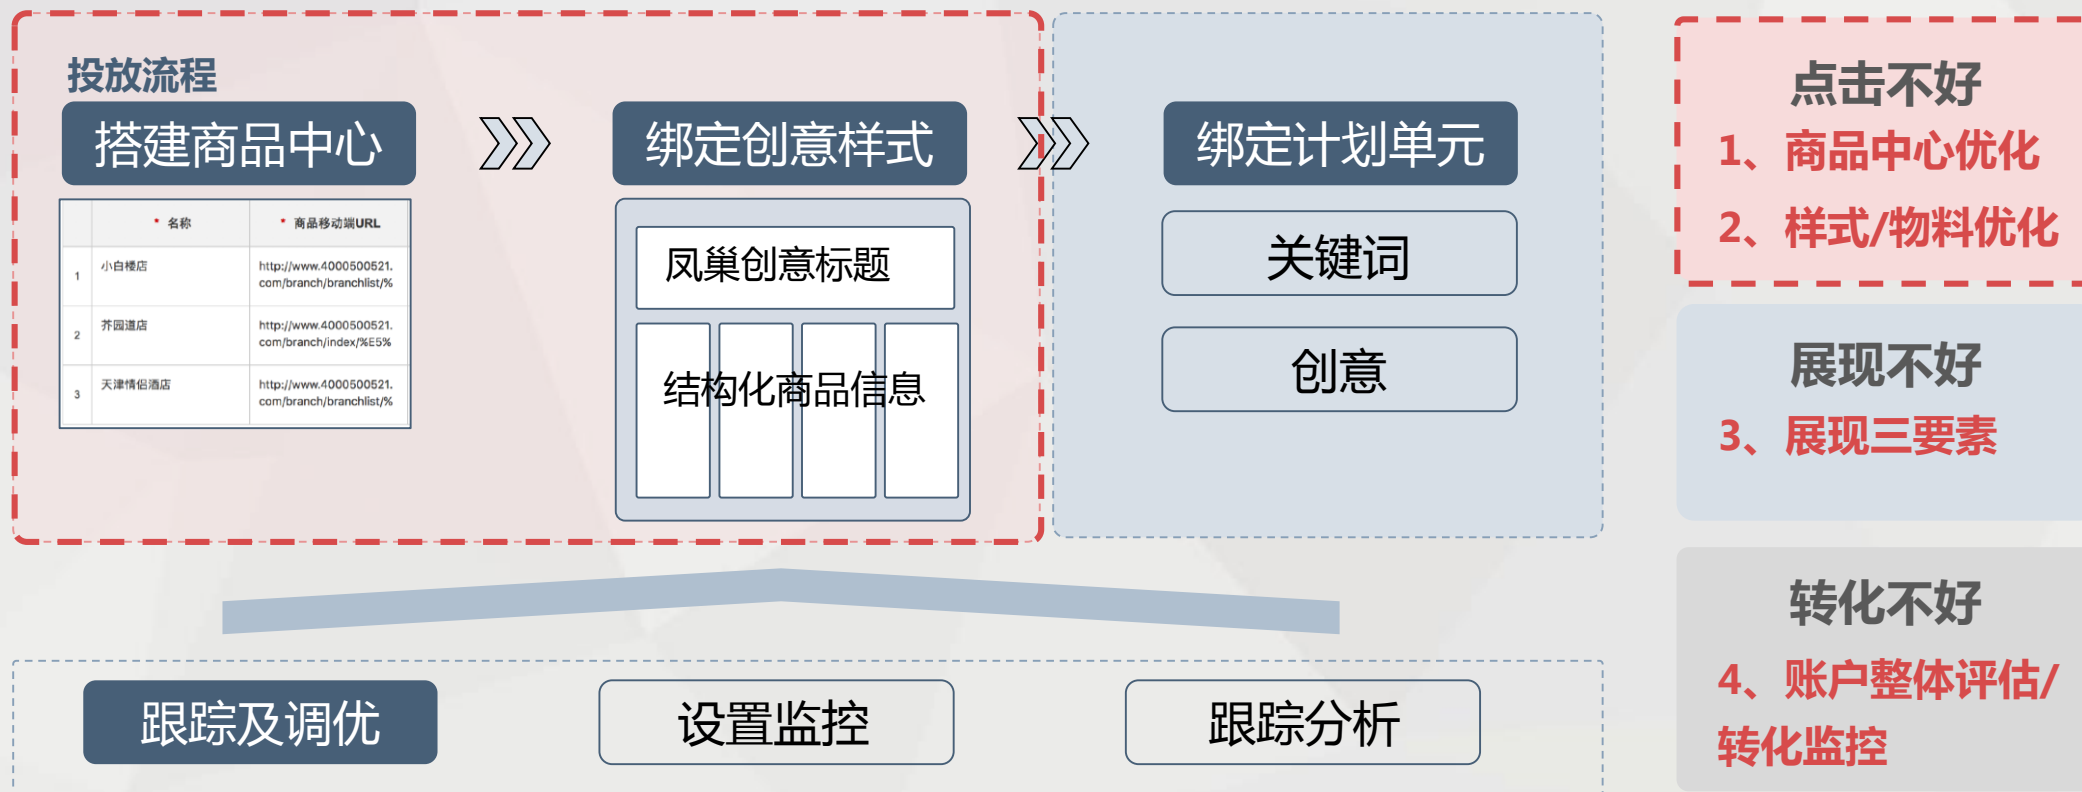 投放流程
搭建商品中心
绑定创意样式
绑定计划单元
* 名称
* 商品移动端URL
1
小白楼店
http://www.4000500521.
com/branch/branchlist/%
2
芥园道店
http://www.4000500521.
com/branch/index/%E5%
3
天津情侣酒店
http://www.4000500521.
com/branch/branchlist/%
凤巢创意标题
结构化商品信息
关键词
创意
跟踪及调优
设置监控
跟踪分析
点击不好
1、商品中心优化
2、样式/物料优化
展现不好
3、展现三要素
转化不好
4、账户整体评估/
转化监控